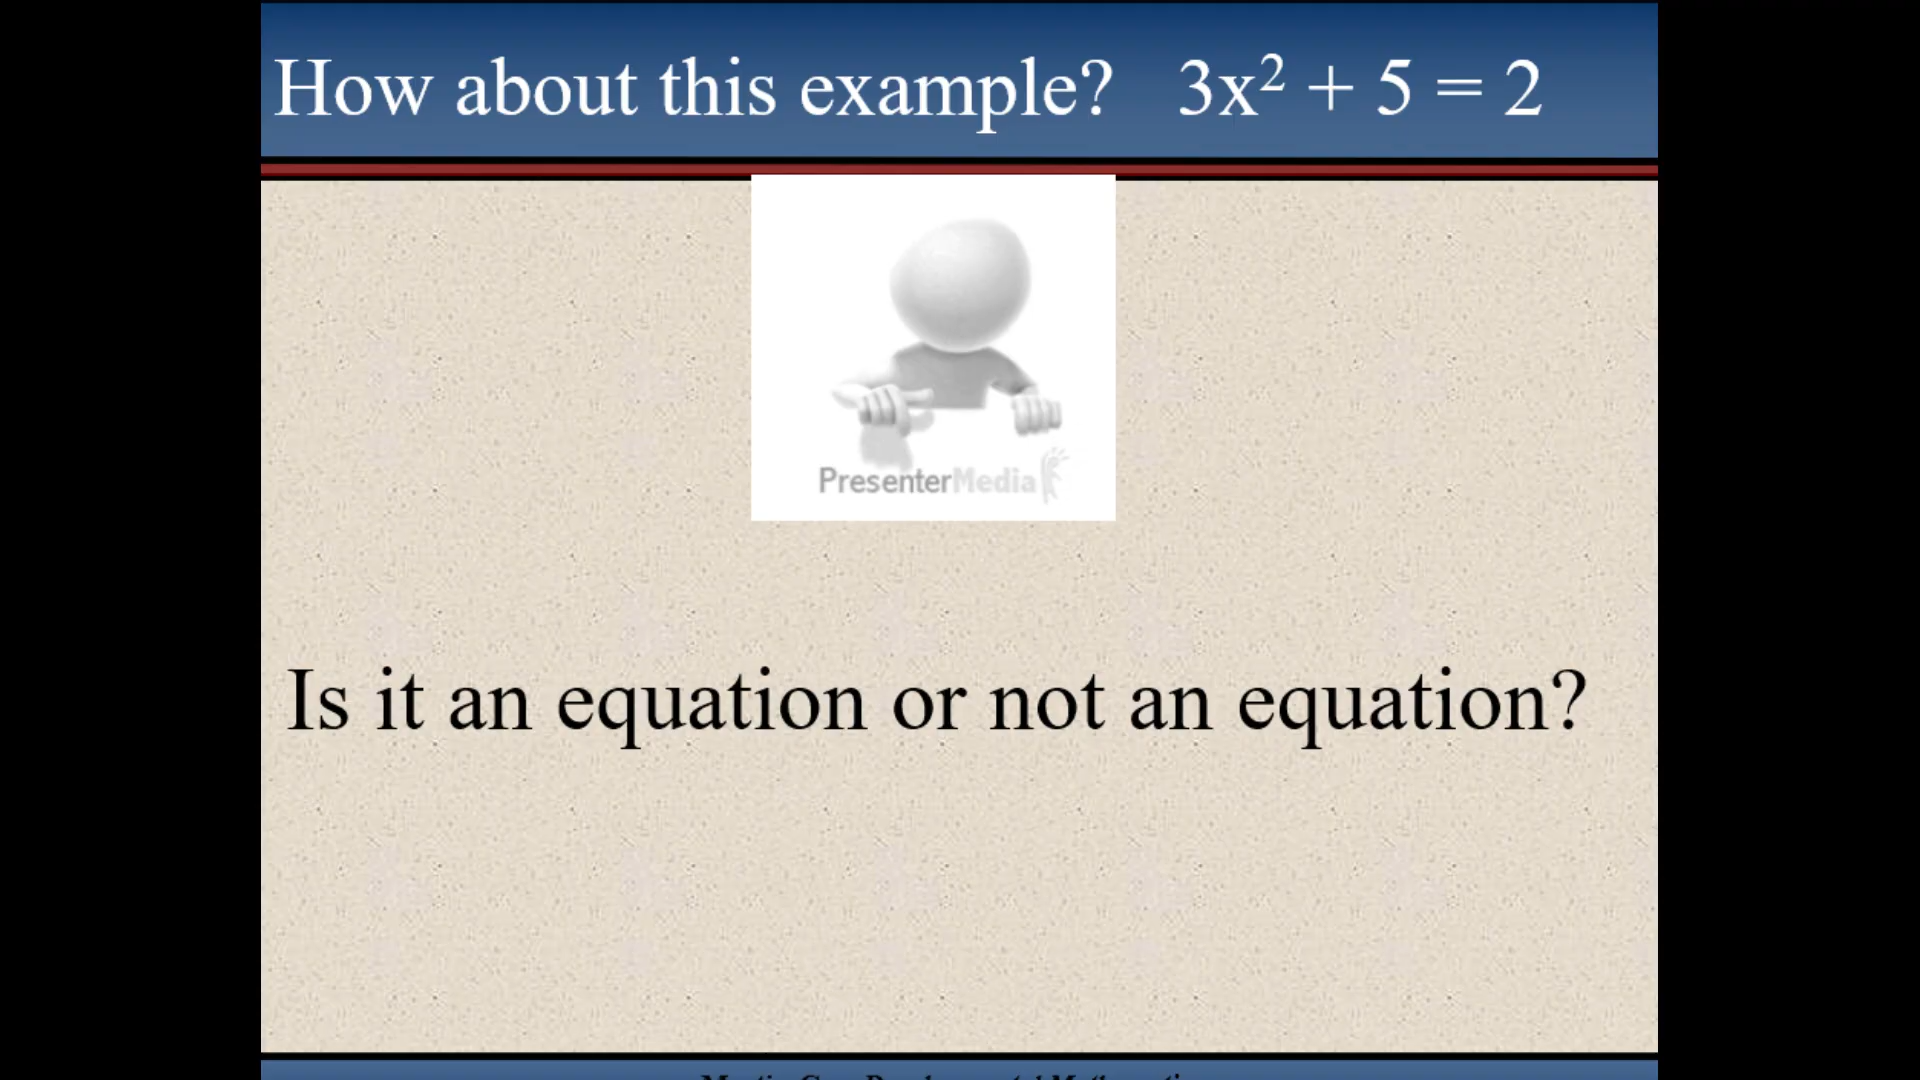 How about this example? 3x² + 5 = 2
PresenterMedia
Is it an equation or not an equation?